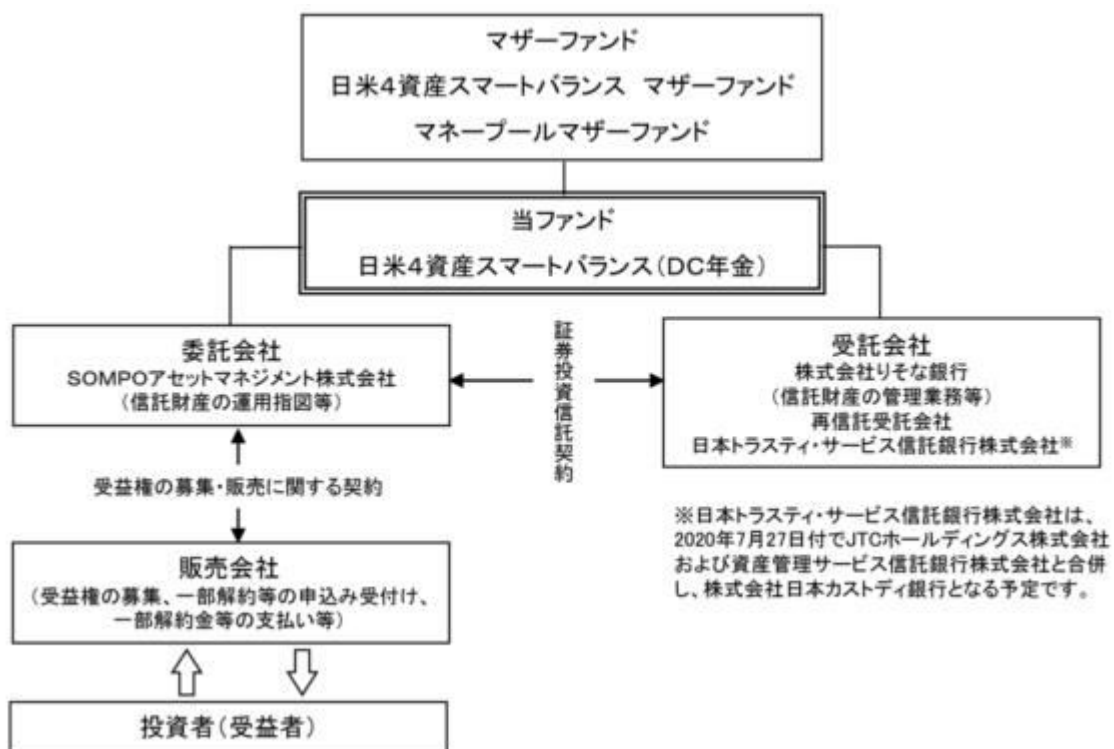 マザーファンド
日米4資産スマートバランス マザーファンド
マネープールマザーファンド
当ファンド
日米4資産スマートバランス(DC年金)
委託会社
SOMPOアセットマネジメント株式会社
(信託財産の運用指図等)
証券投資信託契約
受託会社
株式会社りそな銀行
(信託財産の管理業務等)
再信託受託会社
日本トラスティ・サービス信託銀行株式会社※
受益権の募集・販売に関する契約
販売会社
(受益権の募集、一部解約等の申込み受付け、
一部解約金等の支払い等)
※日本トラスティ・サービス信託銀行株式会社は、
2020年7月27日付でJTCホールディングス株式会社
および資産管理サービス信託銀行株式会社と合併
し、株式会社日本カストディ銀行となる予定です。
投資者(受益者)